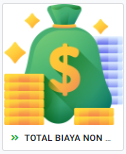 $
» TOTAL BIAYA NON ...